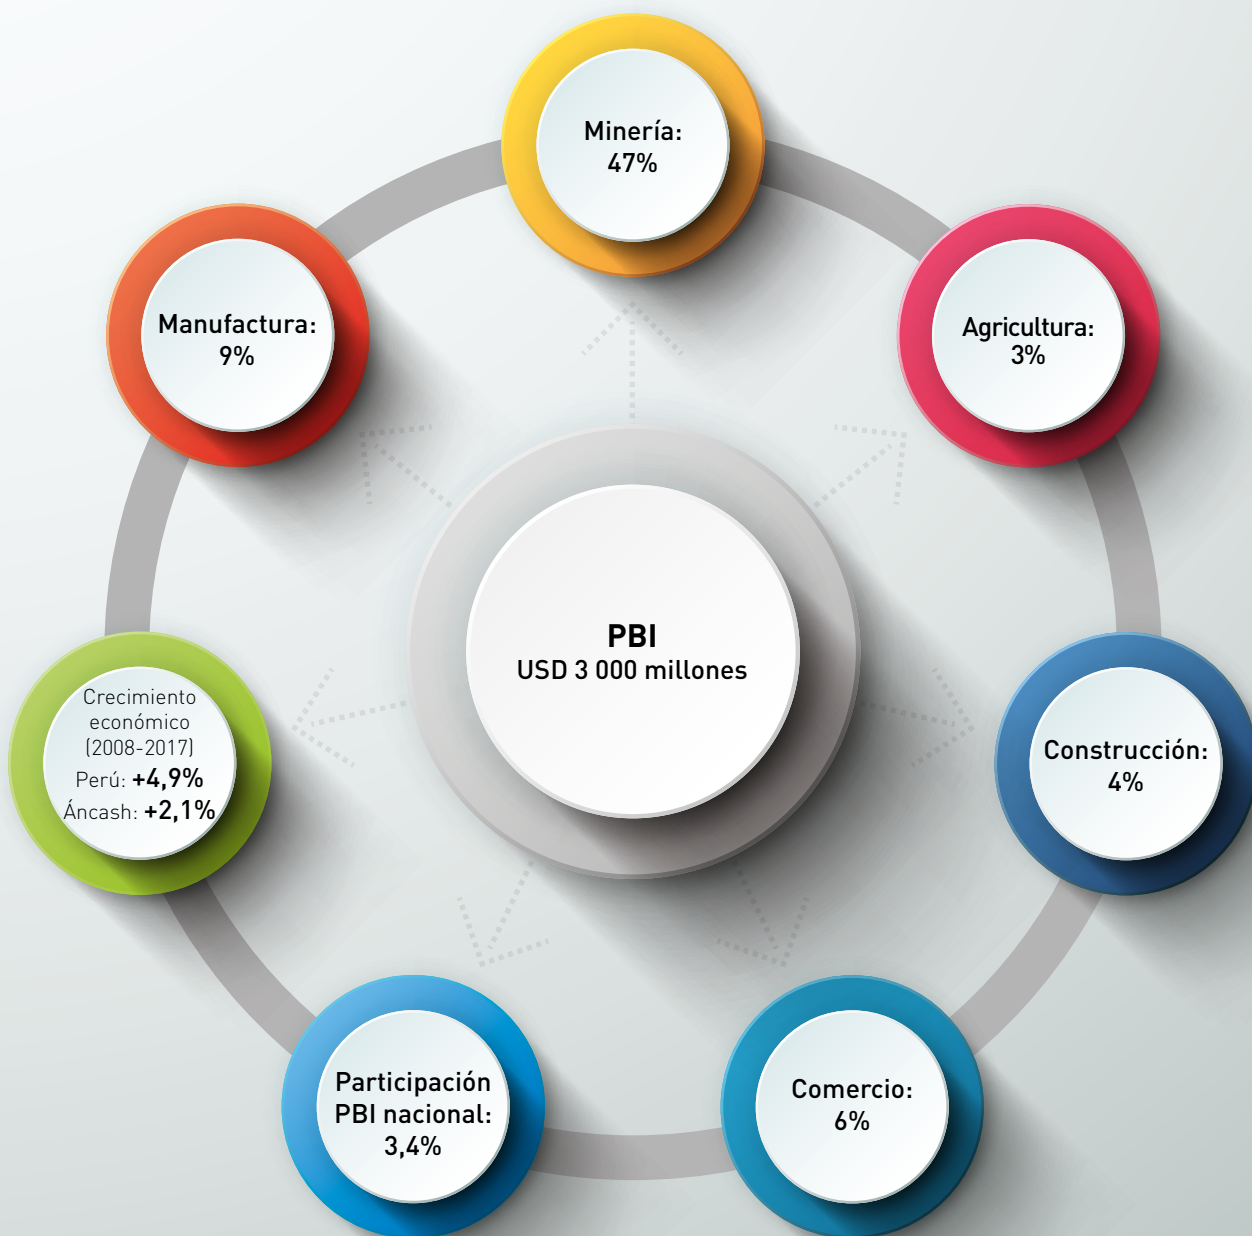 Minería:
47%
Manufactura:
9%
Agricultura:
3%
PBI
USD 3 000 millones
Crecimiento
económico
(2008-2017)
Perú: +4,9%
Áncash: +2,1%
Construcción:
4%
Participación
PBI nacional:
3,4%
Comercio:
6%